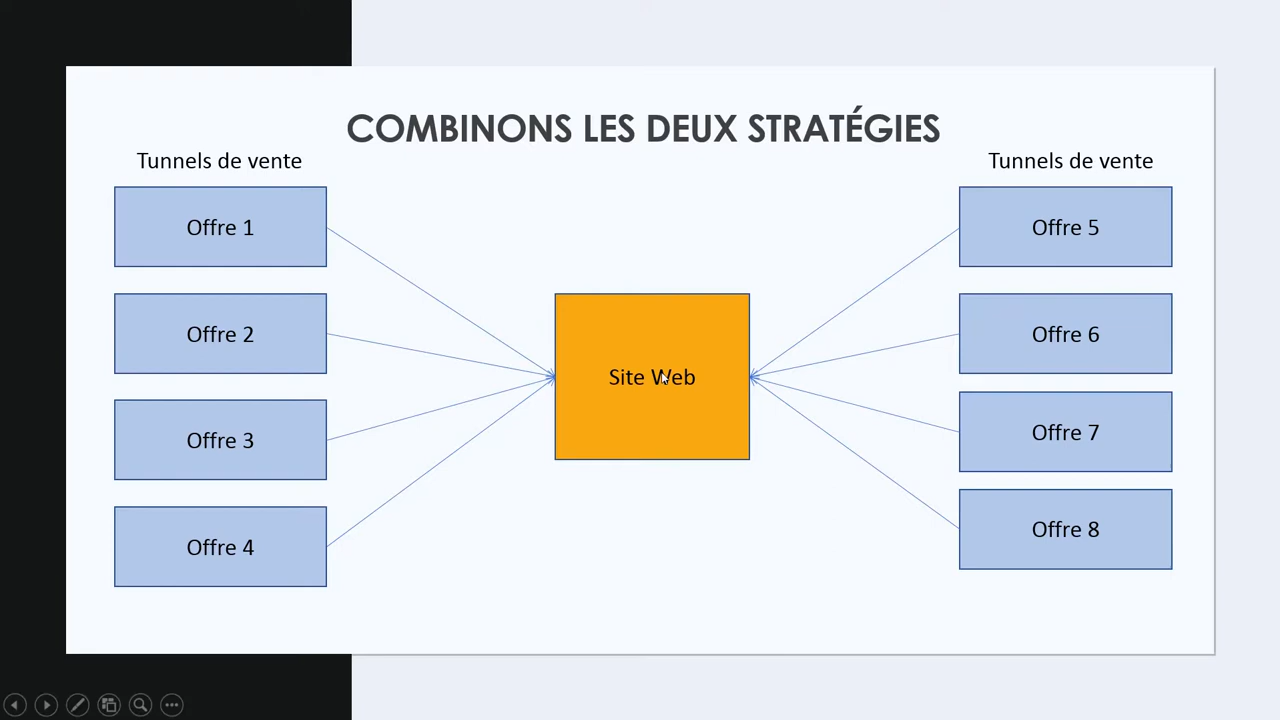 COMBINONS LES DEUX STRATÉGIES
Tunnels de vente
Offre 1
Offre 2
Offre 3
Offre 4
Site Web
Tunnels de vente
Offre 5
Offre 6
Offre 7
Offre 8